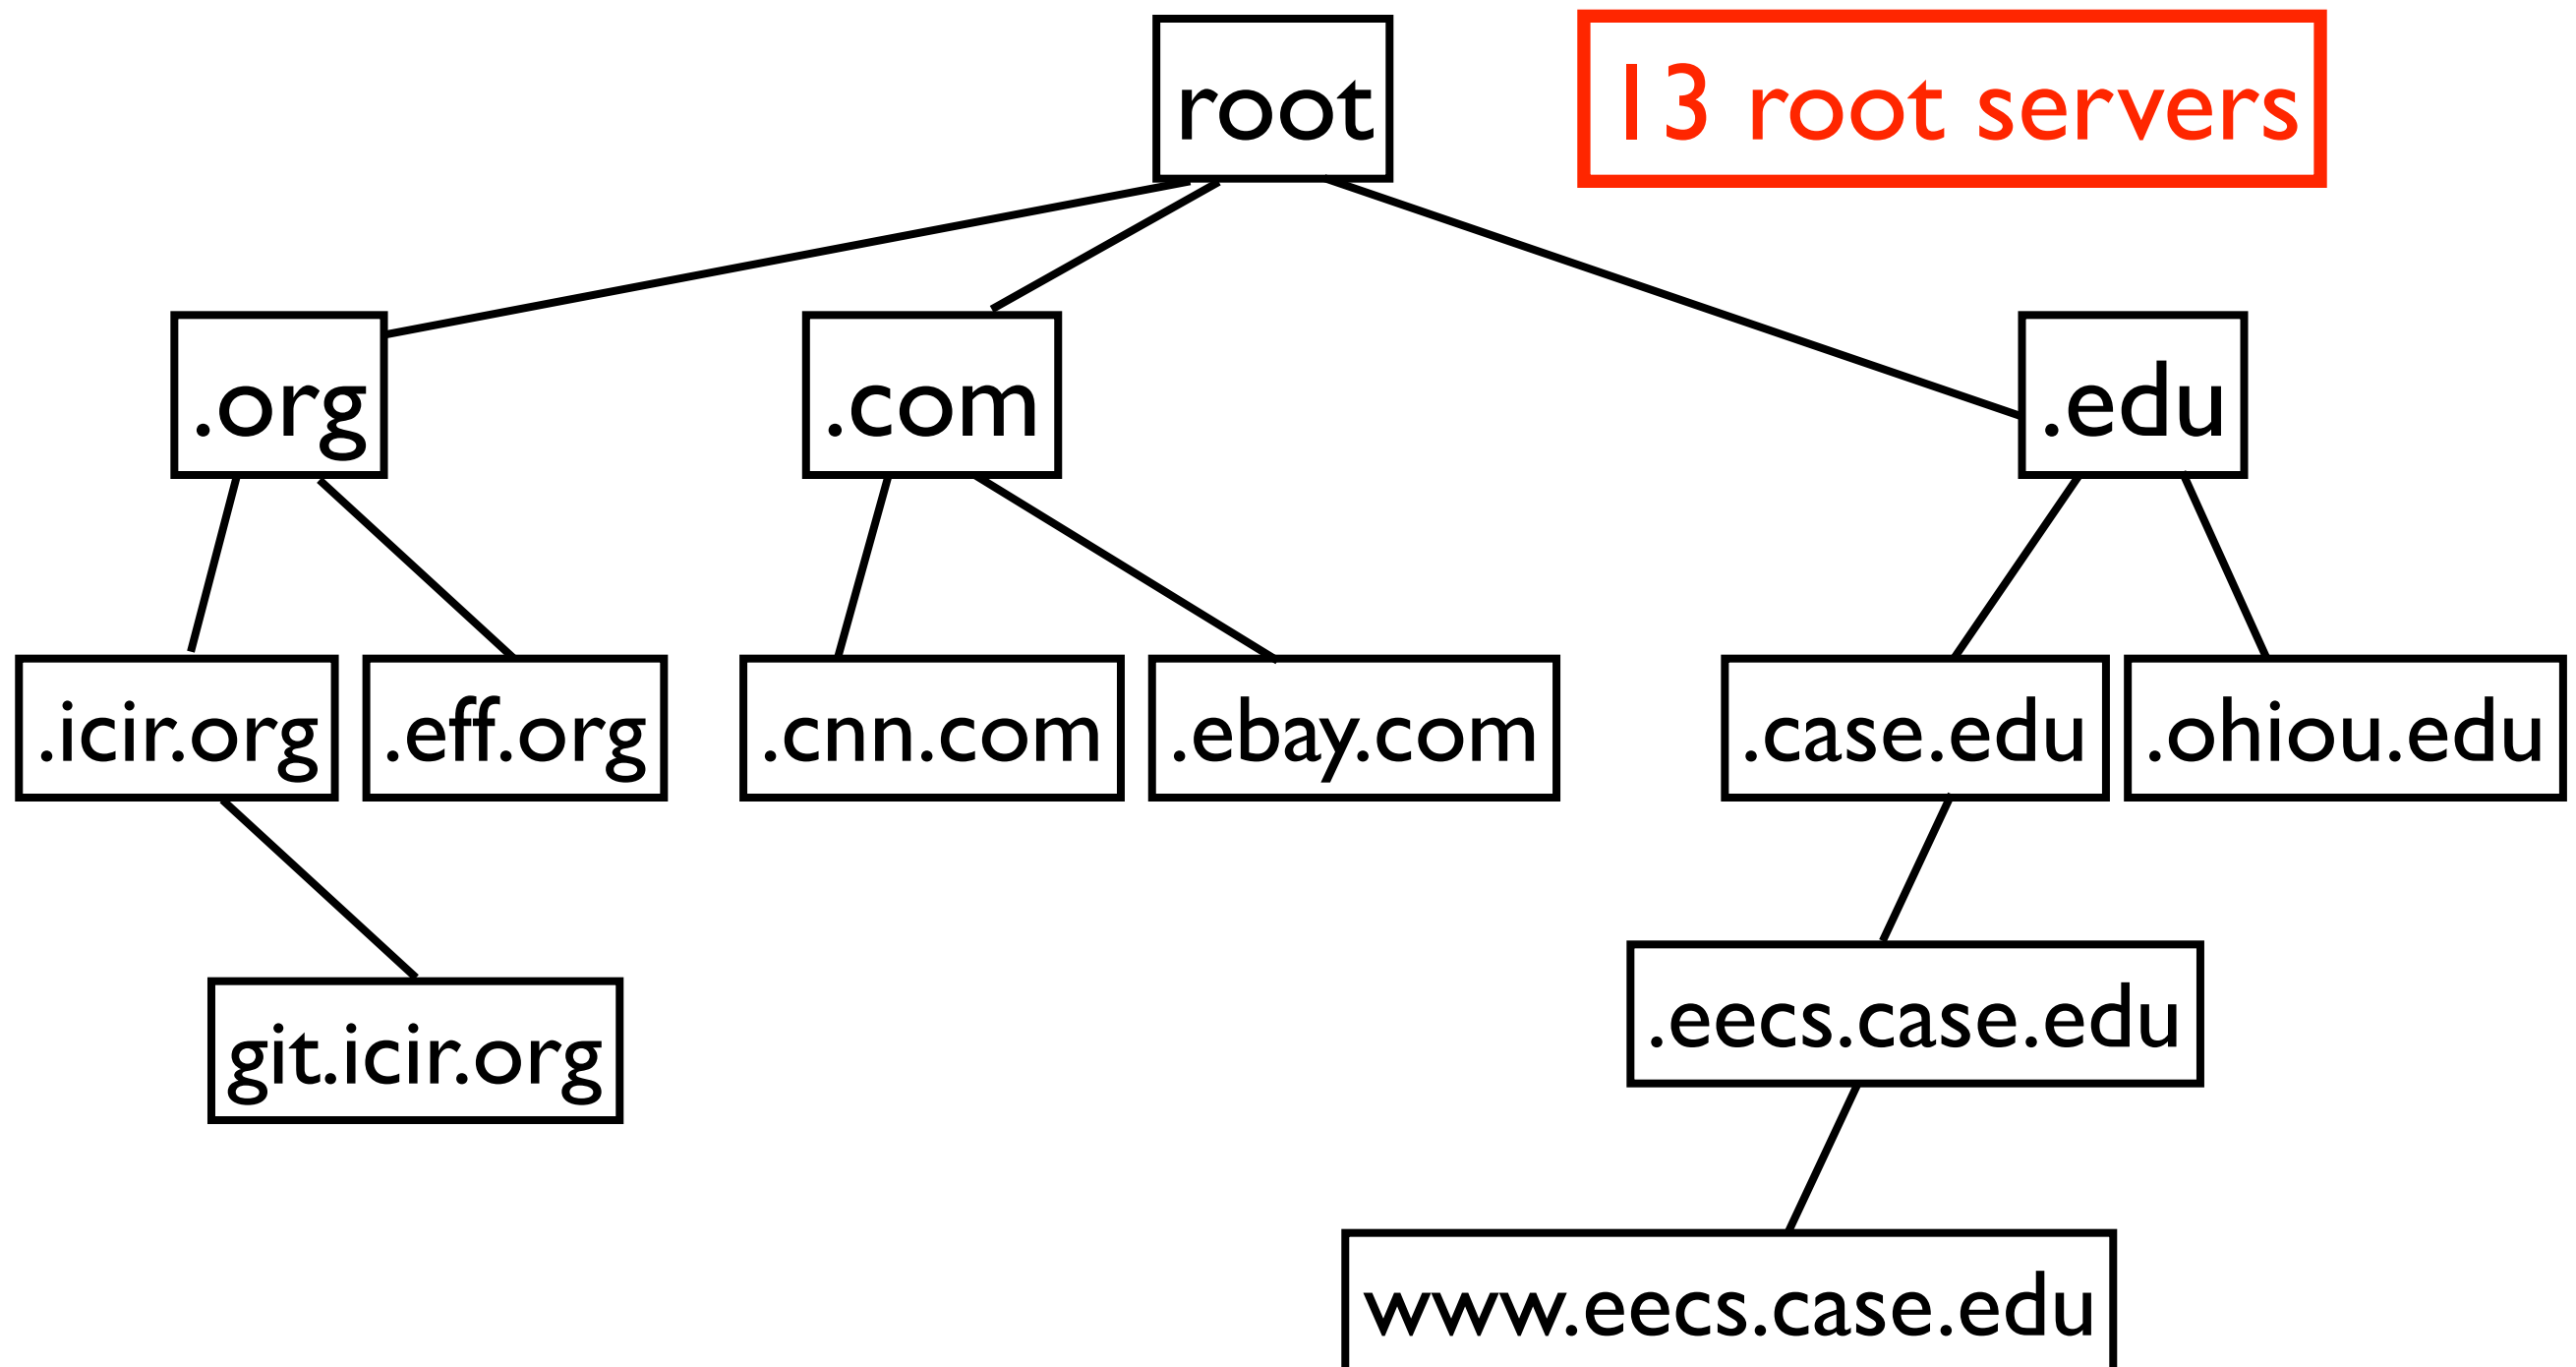 root
13 root servers
.org
.com
.edu
.icir.org
.eff.org
.cnn.com
.ebay.com
.case.edu
.ohiou.edu
.eecs.case.edu
git.icir.org
www.eecs.case.edu